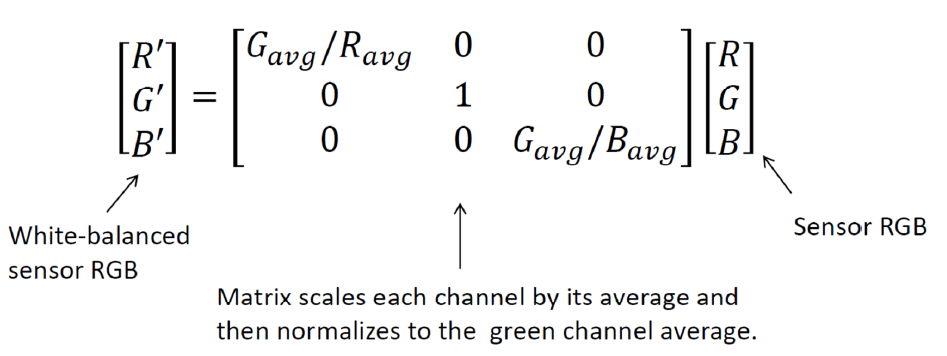 [R′] = [G_avg/R_avg 0 0] [R]
[G′] [0 1 0] [G]
[B′] [0 0 G_avg/B_avg] [B]
White-balanced
sensor RGB
Sensor RGB
Matrix scales each channel by its average and
then normalizes to the green channel average.